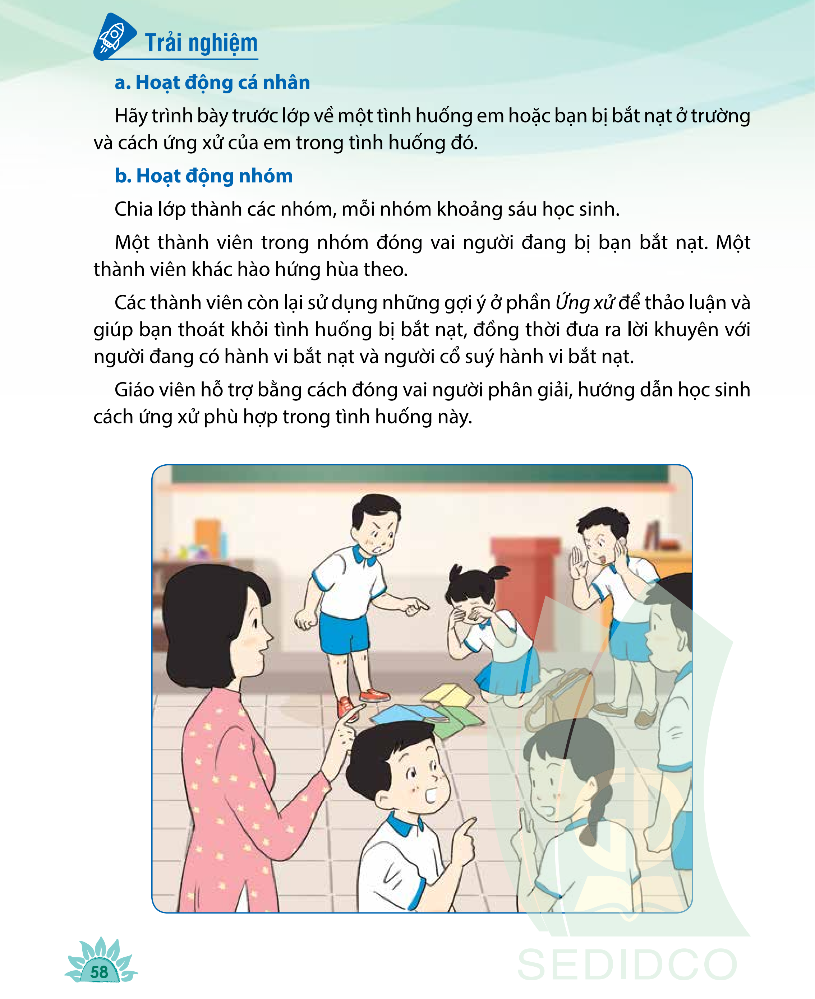 Trải nghiệm
a. Hoạt động cá nhân
Hãy trình bày trước lớp về một tình huống em hoặc bạn bị bắt nạt ở trường
và cách ứng xử của em trong tình huống đó.
b. Hoạt động nhóm
Chia lớp thành các nhóm, mỗi nhóm khoảng sáu học sinh.
Một thành viên trong nhóm đóng vai người đang bị bạn bắt nạt. Một
thành viên khác hào hứng hùa theo.
Các thành viên còn lại sử dụng những gợi ý ở phần Ứng xử để thảo luận và
giúp bạn thoát khỏi tình huống bị bắt nạt, đồng thời đưa ra lời khuyên với
người đang có hành vi bắt nạt và người cổ suý hành vi bắt nạt.
Giáo viên hỗ trợ bằng cách đóng vai người phân giải, hướng dẫn học sinh
cách ứng xử phù hợp trong tình huống này.
58
SEDIDCO